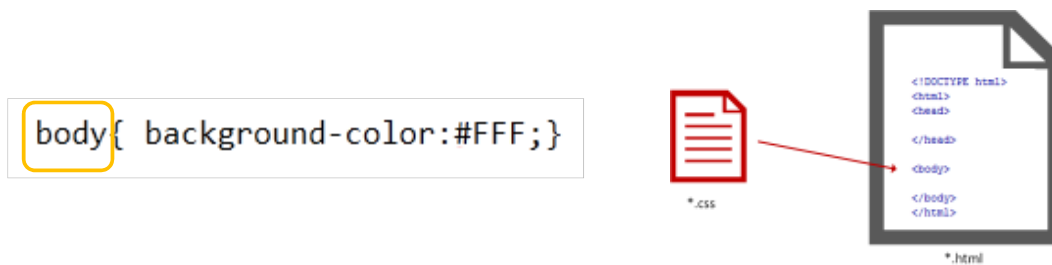 body{ background-color:#FFF;}
*.css
<!DOCTYPE html>
<html>
<head>
</head>
<body>
</body>
</html>
*.html